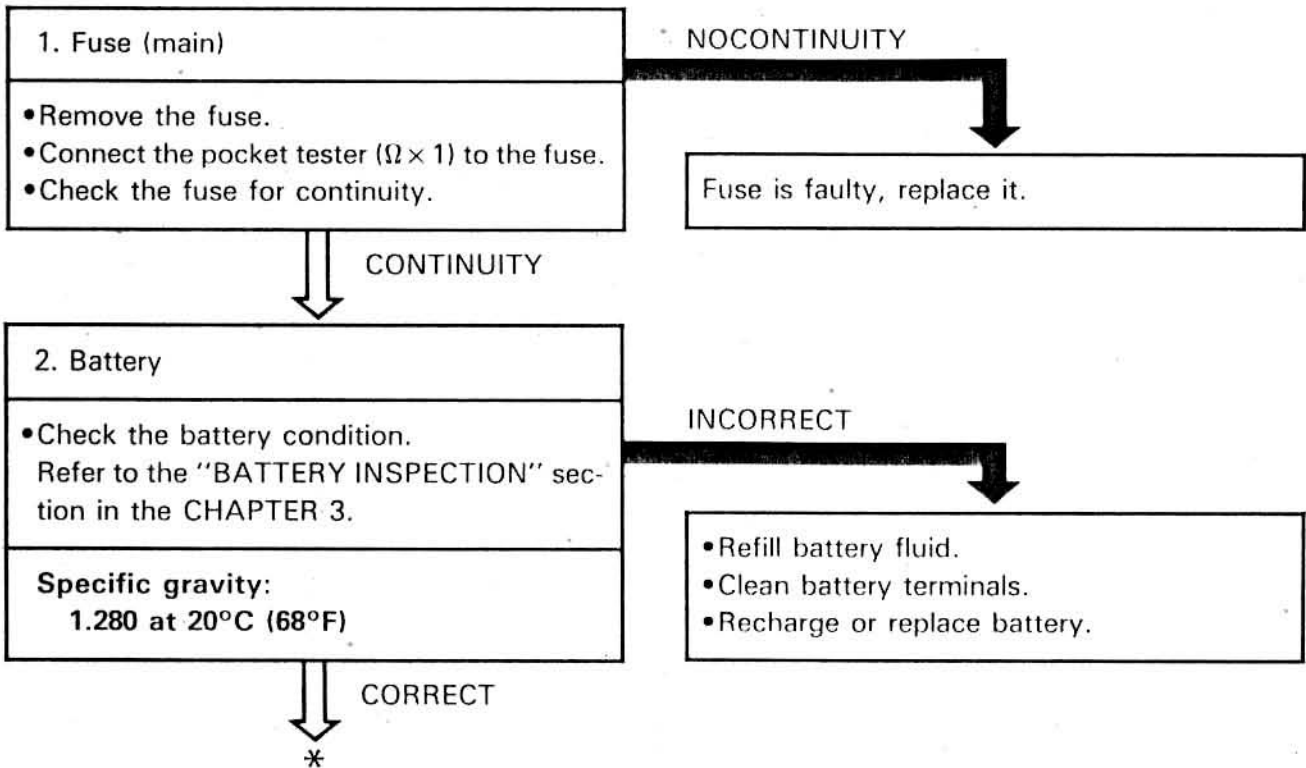 1. Fuse (main)
NOCONTINUITY
•Remove the fuse.
•Connect the pocket tester (Ω × 1) to the fuse.
•Check the fuse for continuity.
Fuse is faulty, replace it.
CONTINUITY
2. Battery
INCORRECT
•Check the battery condition.
Refer to the "BATTERY INSPECTION" sec-
tion in the CHAPTER 3.
Specific gravity:
1.280 at 20°C (68°F)
•Refill battery fluid.
•Clean battery terminals.
•Recharge or replace battery.
CORRECT
*